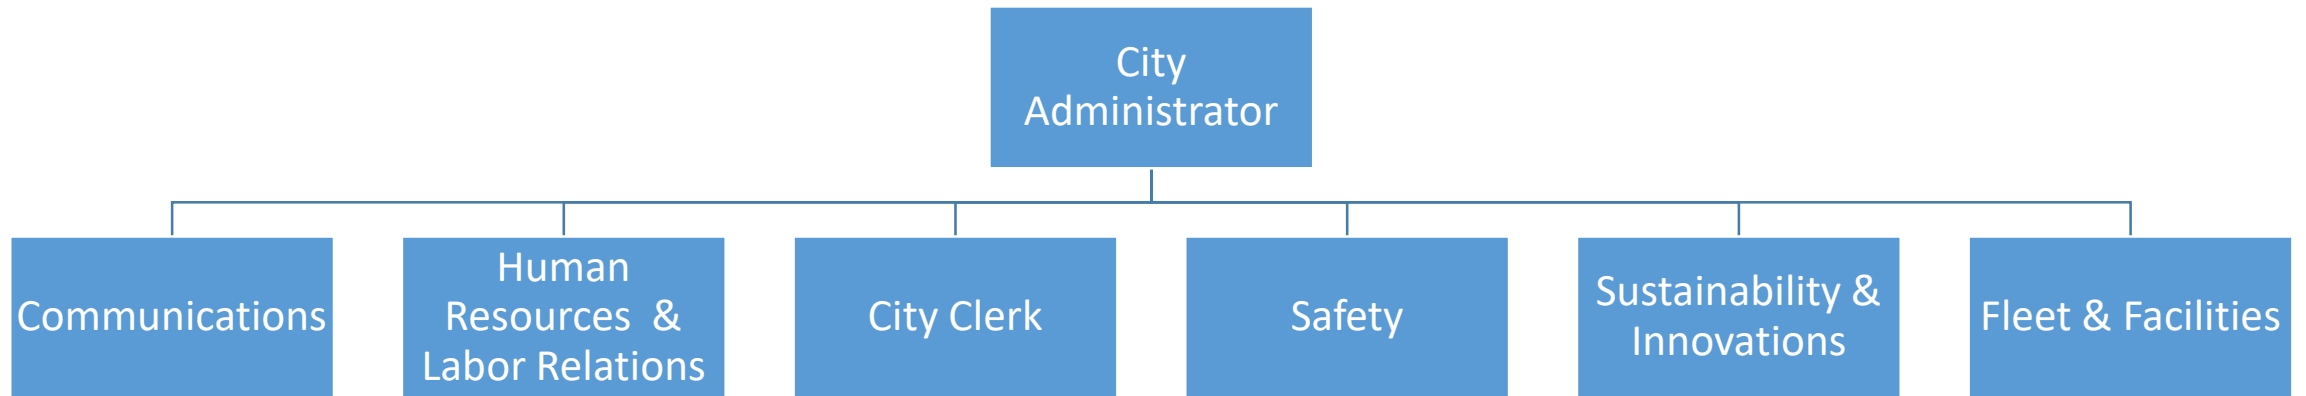 City
Administrator
Communications
Human
Resources  &
Labor Relations
City Clerk
Safety
Sustainability &
Innovations
Fleet & Facilities